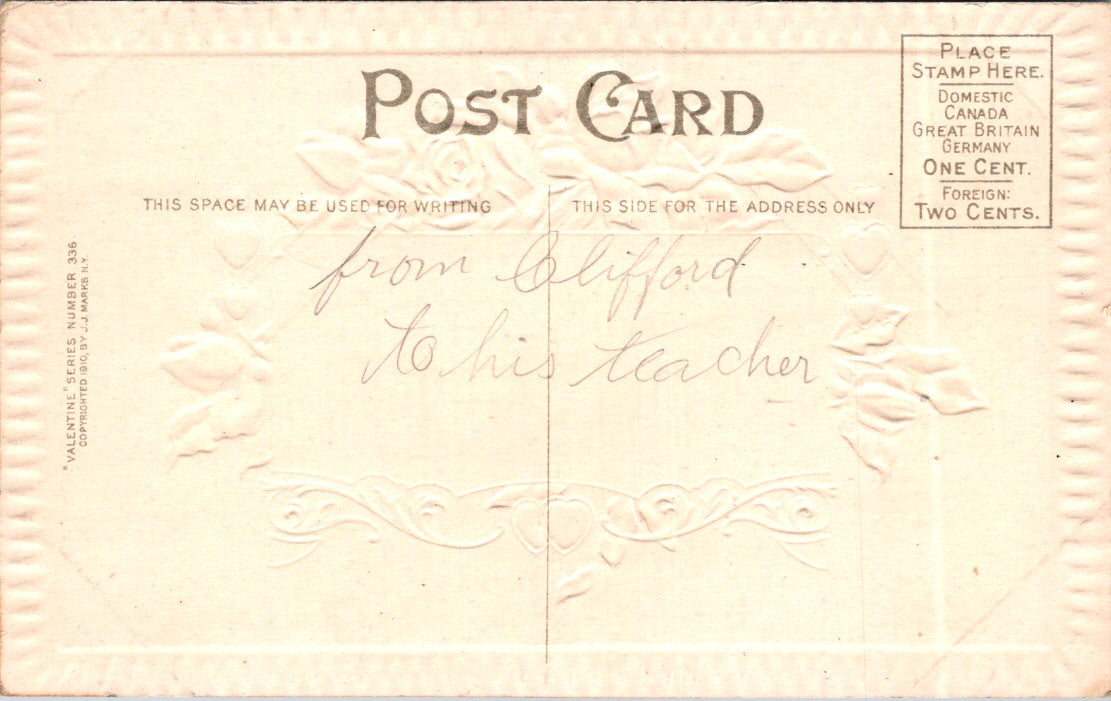 POST CARD
PLACE
STAMP HERE.
DOMESTIC
CANADA
GREAT BRITAIN
GERMANY
ONE CENT.
FOREIGN:
TWO CENTS.
THIS SPACE MAY BE USED FOR WRITING
THIS SIDE FOR THE ADDRESS ONLY
from Clifford
to his teacher
"VALENTINE" SERIES NUMBER 336.
COPYRIGHTED 1910, BY J.J. MARKS N.Y.